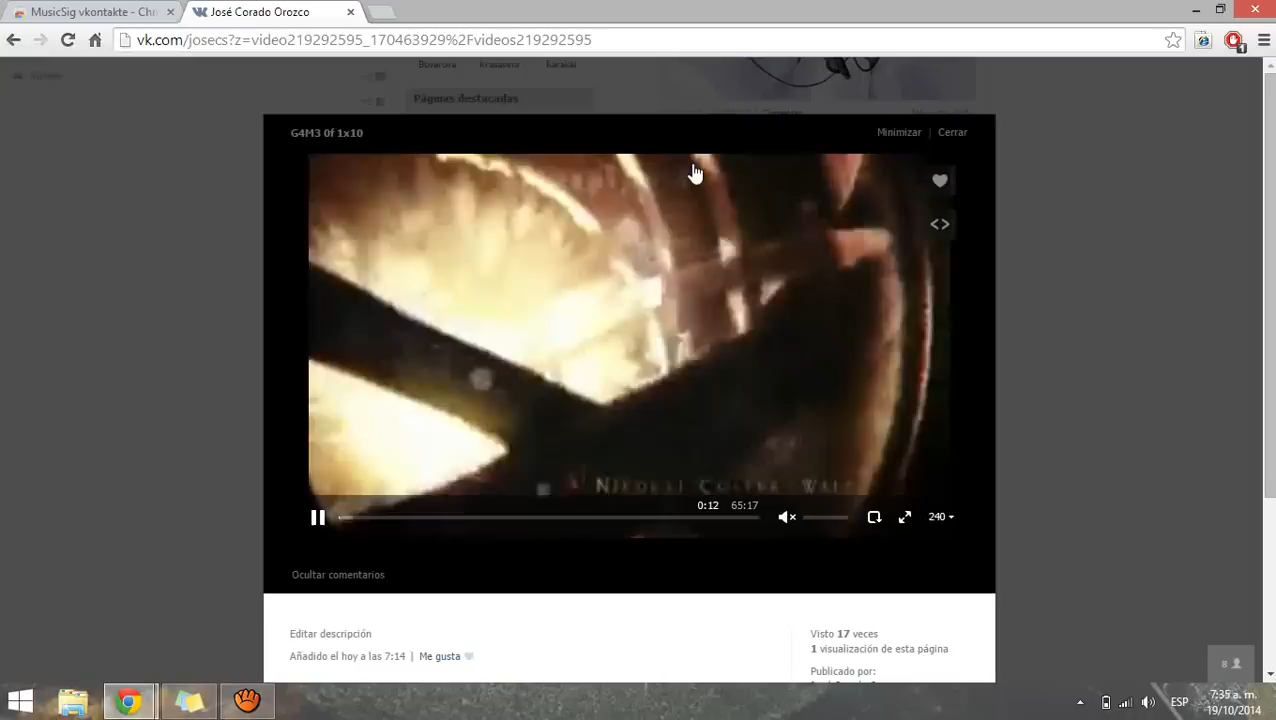 MusicSig vkontakte - Chr
José Corado Orozco
vk.com/josecs?z=video219292595_170463929%2Fvideos219292595
Páginas destacadas
G4M3 0f 1x10
Minimizar | Cerrar
0:12 65:17
240
Ocultar comentarios
Editar descripción
Añadido el hoy a las 7:14 | Me gusta
Visto 17 veces
1 visualización de esta página
Publicado por:
8
ESP
7:35 a. m.
19/10/2014